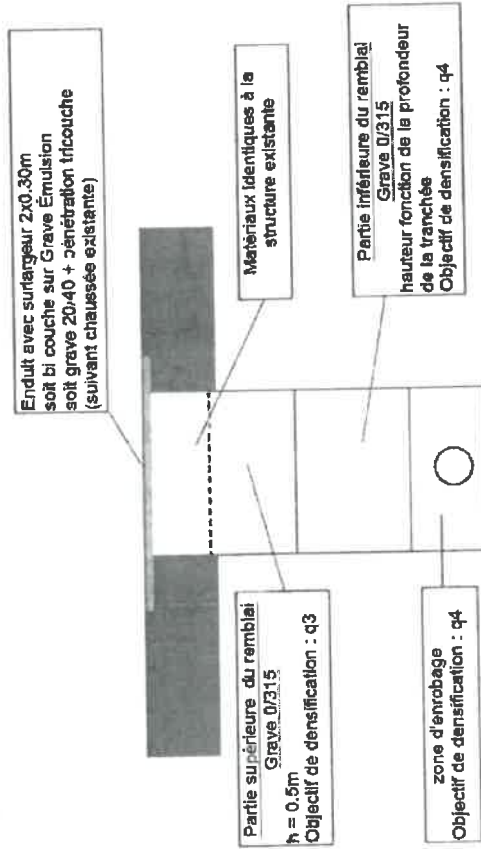 Enduit avec surlargeur 2x0.30m
soit bi couche sur Grave Émulsion
soit grave 20/40 + pénétration tricouche
(suivant chaussée existante)
Matériaux identiques à la
structure existante
Partie supérieure du remblai
Grave 0/315
h = 0.5m
Objectif de densification : q3
Partie inférieure du remblai
Grave 0/315
hauteur fonction de la profondeur
de la tranchée
Objectif de densification : q4
zone d'enrobage
Objectif de densification : q4